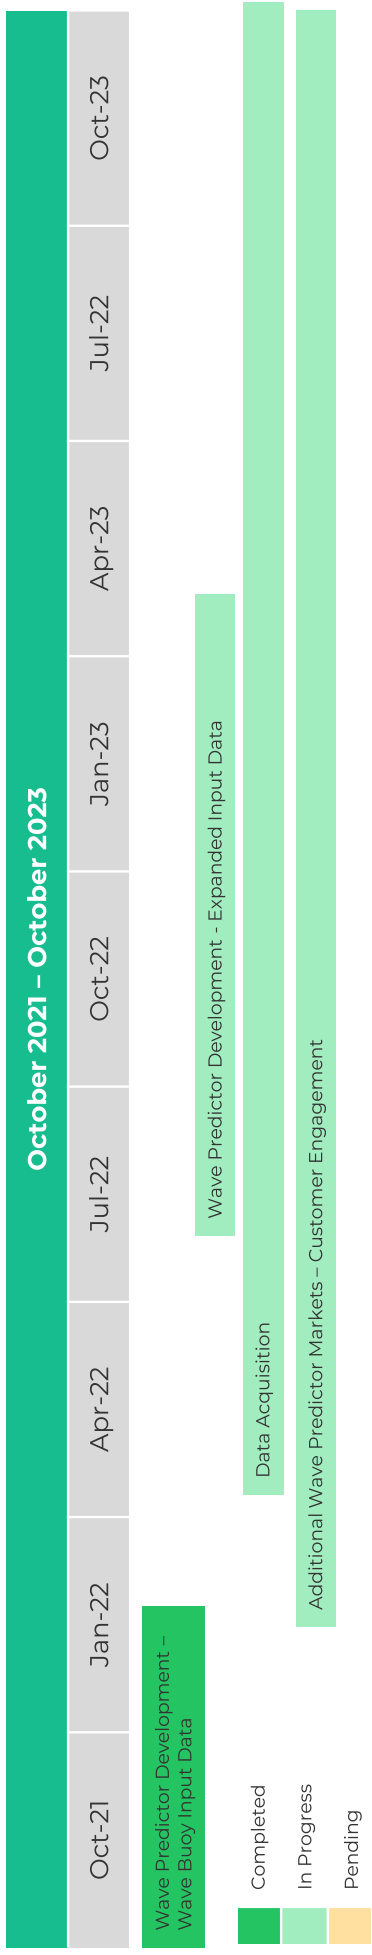 October 2021 – October 2023
Oct-21
Jan-22
Apr-22
Jul-22
Oct-22
Jan-23
Apr-23
Jul-22
Oct-23
Wave Predictor Development –
Wave Buoy Input Data
Wave Predictor Development - Expanded Input Data
Data Acquisition
Additional Wave Predictor Markets – Customer Engagement
Completed
In Progress
Pending